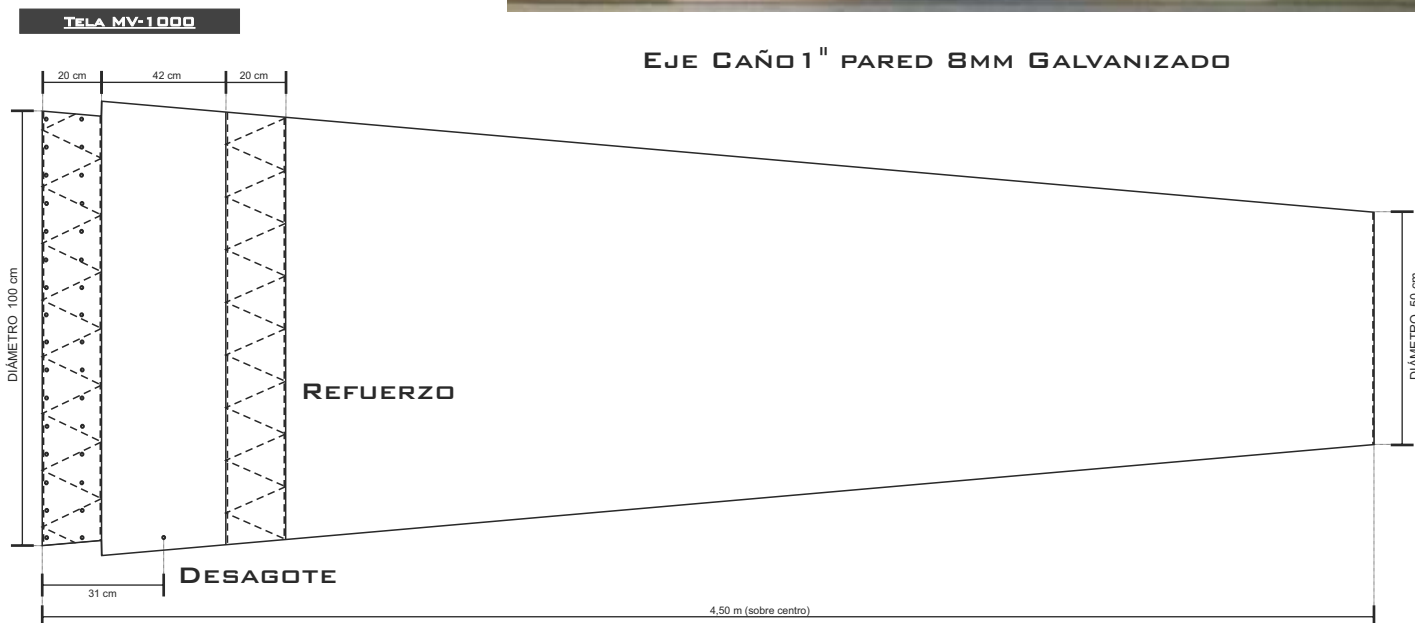 Tela MV-1000
Eje Caño 1" pared 8mm Galvanizado
20 cm
42 cm
20 cm
DIÁMETRO 100 cm
Refuerzo
DIÁMETRO 50 cm
Desagote
31 cm
4,50 m (sobre centro)